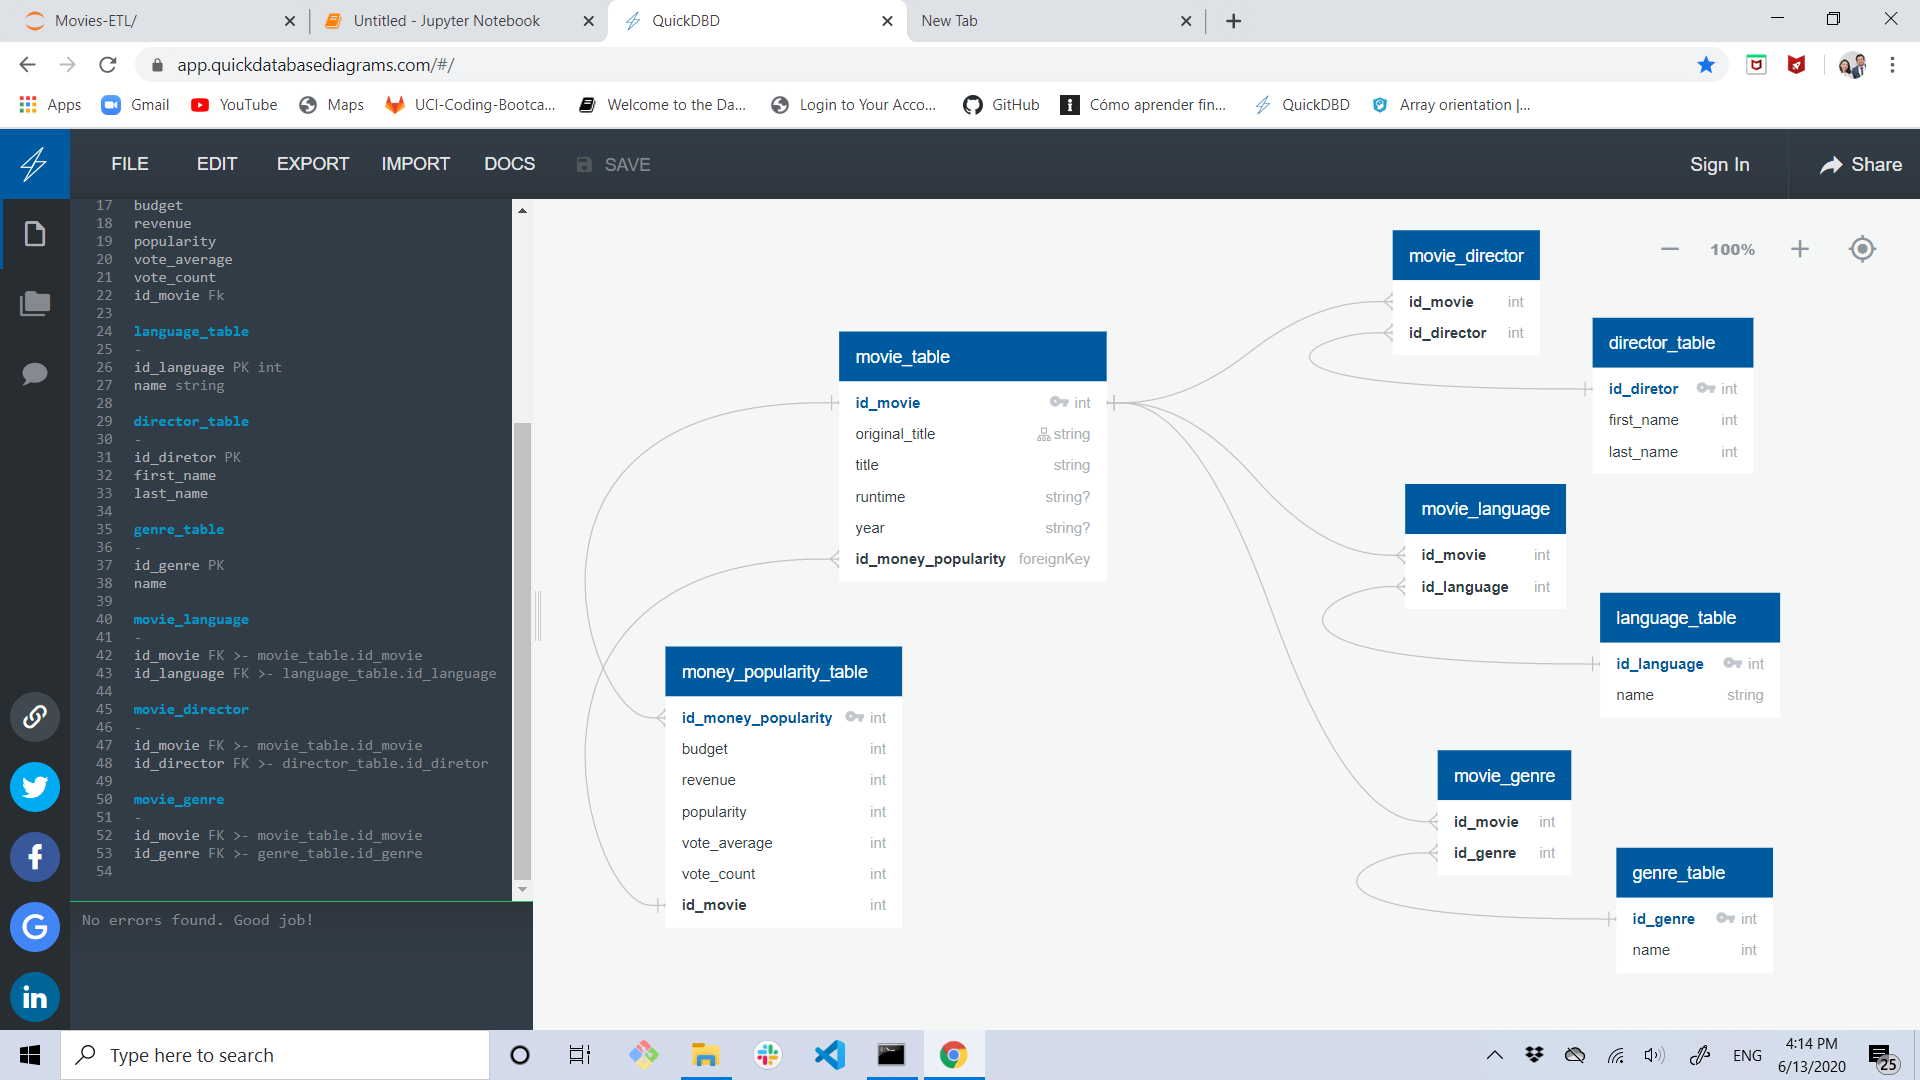 Movies-ETL/
Untitled - Jupyter Notebook
QuickDBD
New Tab
app.quickdatabasediagrams.com/#/
Apps
Gmail
YouTube
Maps
UCI-Coding-Bootca...
Welcome to the Da...
Login to Your Acco...
GitHub
Cómo aprender fin...
QuickDBD
Array orientation |...
FILE
EDIT
EXPORT
IMPORT
DOCS
SAVE
Sign In
Share
17 budget
18 revenue
19 popularity
20 vote_average
21 vote_count
22 id_movie Fk
23
24 language_table
25 -
26 id_language PK int
27 name string
28
29 director_table
30 -
31 id_diretor PK
32 first_name
33 last_name
34
35 genre_table
36 -
37 id_genre PK
38 name
39
40 movie_language
41 -
42 id_movie FK >- movie_table.id_movie
43 id_language FK >- language_table.id_language
44
45 movie_director
46 -
47 id_movie FK >- movie_table.id_movie
48 id_director FK >- director_table.id_diretor
49
50 movie_genre
51 -
52 id_movie FK >- movie_table.id_movie
53 id_genre FK >- genre_table.id_genre
54
No errors found. Good job!
movie_table
id_movie int
original_title string
title string
runtime string?
year string?
id_money_popularity foreignKey
money_popularity_table
id_money_popularity int
budget int
revenue int
popularity int
vote_average int
vote_count int
id_movie int
movie_director
id_movie int
id_director int
100%
director_table
id_diretor int
first_name int
last_name int
movie_language
id_movie int
id_language int
language_table
id_language int
name string
movie_genre
id_movie int
id_genre int
genre_table
id_genre int
name int
Type here to search
ENG
4:14 PM
6/13/2020
25